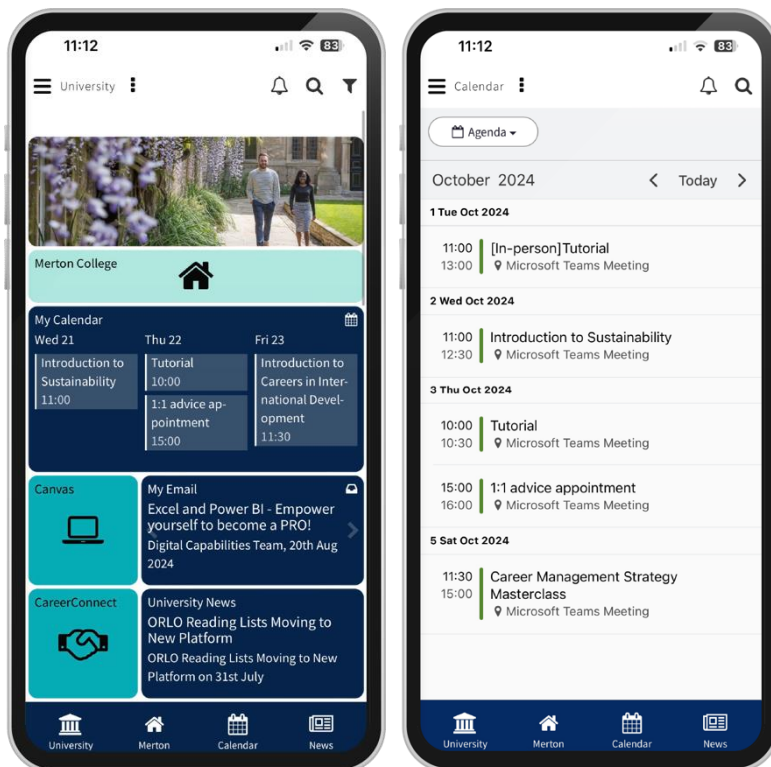 11:12
83
University
Merton College
My Calendar
Wed 21
Thu 22
Fri 23
Introduction to
Sustainability
11:00
Tutorial
10:00
1:1 advice ap-
pointment
15:00
Introduction to
Careers in Inter-
national Devel-
opment
11:30
Canvas
My Email
Excel and Power BI - Empower
yourself to become a PRO!
Digital Capabilities Team, 20th Aug
2024
CareerConnect
University News
ORLO Reading Lists Moving to
New Platform
ORLO Reading Lists Moving to New
Platform on 31st July
University
Merton
Calendar
News
11:12
83
Calendar
Agenda
October 2024
Today
1 Tue Oct 2024
11:00 [In-person]Tutorial
13:00 Microsoft Teams Meeting
2 Wed Oct 2024
11:00 Introduction to Sustainability
12:30 Microsoft Teams Meeting
3 Thu Oct 2024
10:00 Tutorial
10:30 Microsoft Teams Meeting
15:00 1:1 advice appointment
16:00 Microsoft Teams Meeting
5 Sat Oct 2024
11:30 Career Management Strategy
15:00 Masterclass
Microsoft Teams Meeting
University
Merton
Calendar
News